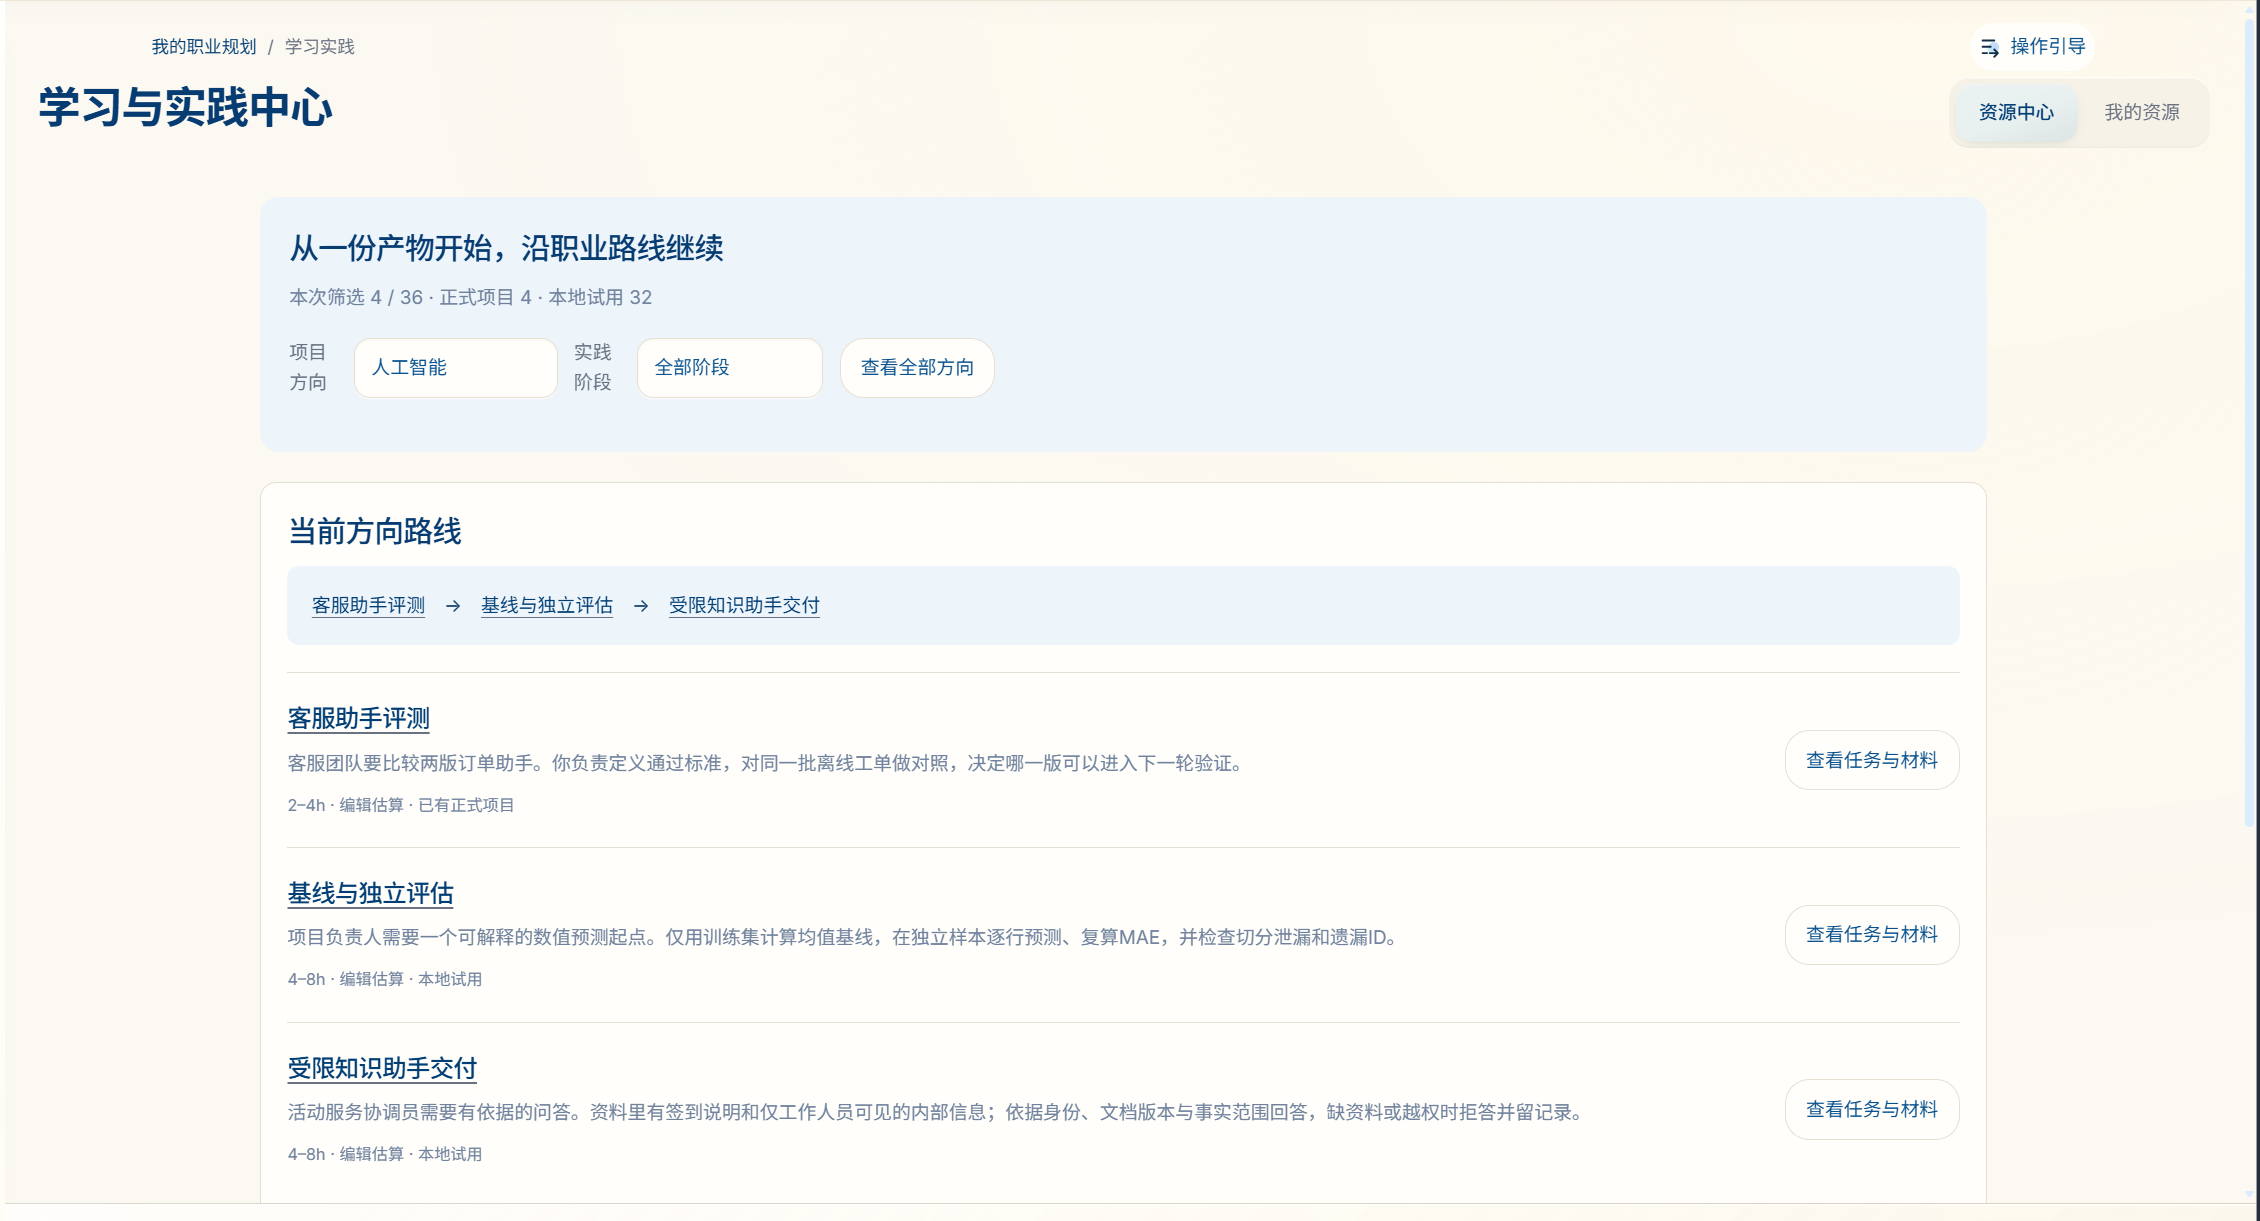 我的职业规划 / 学习实践
操作引导
学习与实践中心
资源中心 我的资源
从一份产物开始，沿职业路线继续
本次筛选 4 / 36 · 正式项目 4 · 本地试用 32
项目方向 人工智能 实践阶段 全部阶段 查看全部方向
当前方向路线
客服助手评测 → 基线与独立评估 → 受限知识助手交付
客服助手评测
客服团队要比较两版订单助手。你负责定义通过标准，对同一批离线工单做对照，决定哪一版可以进入下一轮验证。
查看任务与材料
2–4h · 编辑估算 · 已有正式项目
基线与独立评估
项目负责人需要一个可解释的数值预测起点。仅用训练集计算均值基线，在独立样本逐行预测、复算MAE，并检查切分泄漏和遗漏ID。
查看任务与材料
4–8h · 编辑估算 · 本地试用
受限知识助手交付
活动服务协调员需要有依据的问答。资料里有签到说明和仅工作人员可见的内部信息；依据身份、文档版本与事实范围回答，缺资料或越权时拒答并留记录。
查看任务与材料
4–8h · 编辑估算 · 本地试用